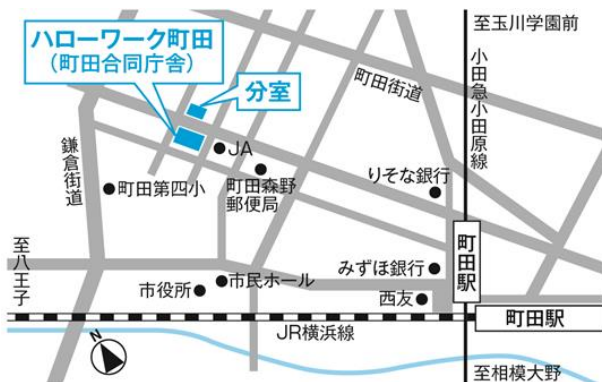 至玉川学園前
ハローワーク町田
（町田合同庁舎）
分室
町田街道
小田急小田原線
鎌倉街道
JA
町田第四小
町田森野
郵便局
りそな銀行
至八王子
町田駅
みずほ銀行
市民ホール
市役所
西友
町田駅
JR横浜線
N
至相模大野